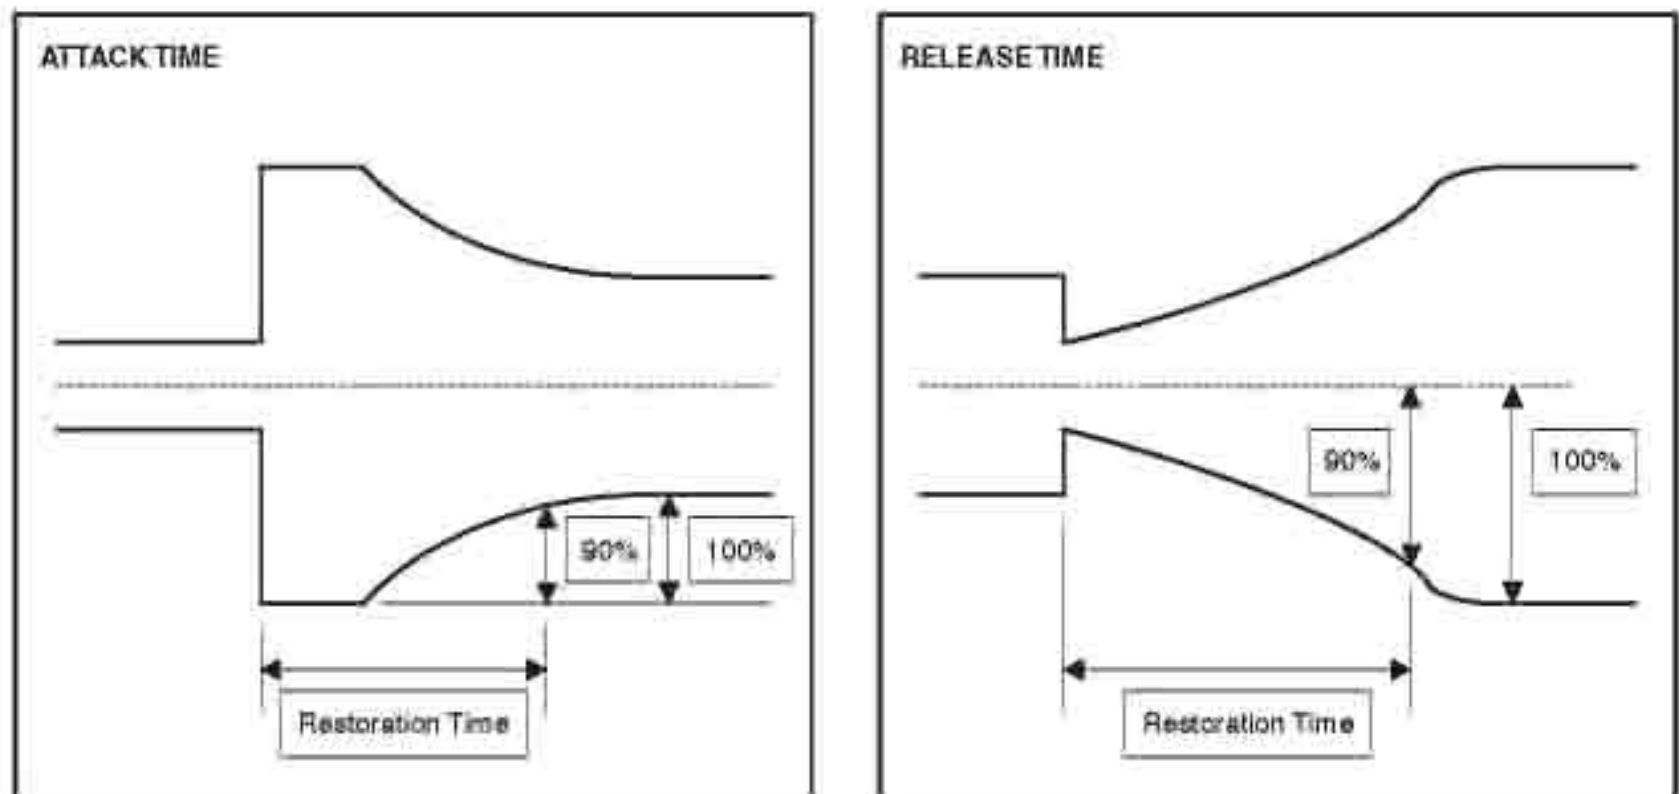 ATTACK TIME
90%
100%
Restoration Time
RELEASE TIME
90%
100%
Restoration Time